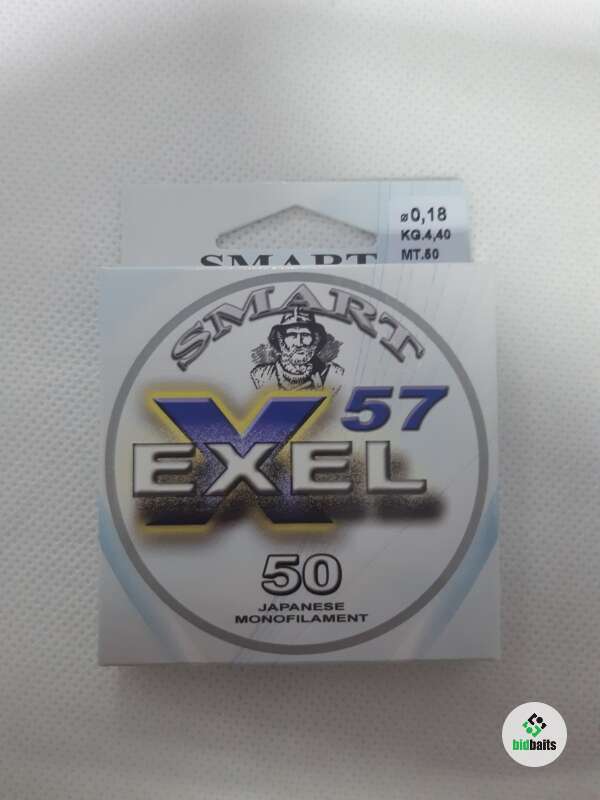 ø 0,18
KG.4,40
MT.50
SMART
SMART
57
EXEL
50
JAPANESE
MONOFILAMENT
bidbaits